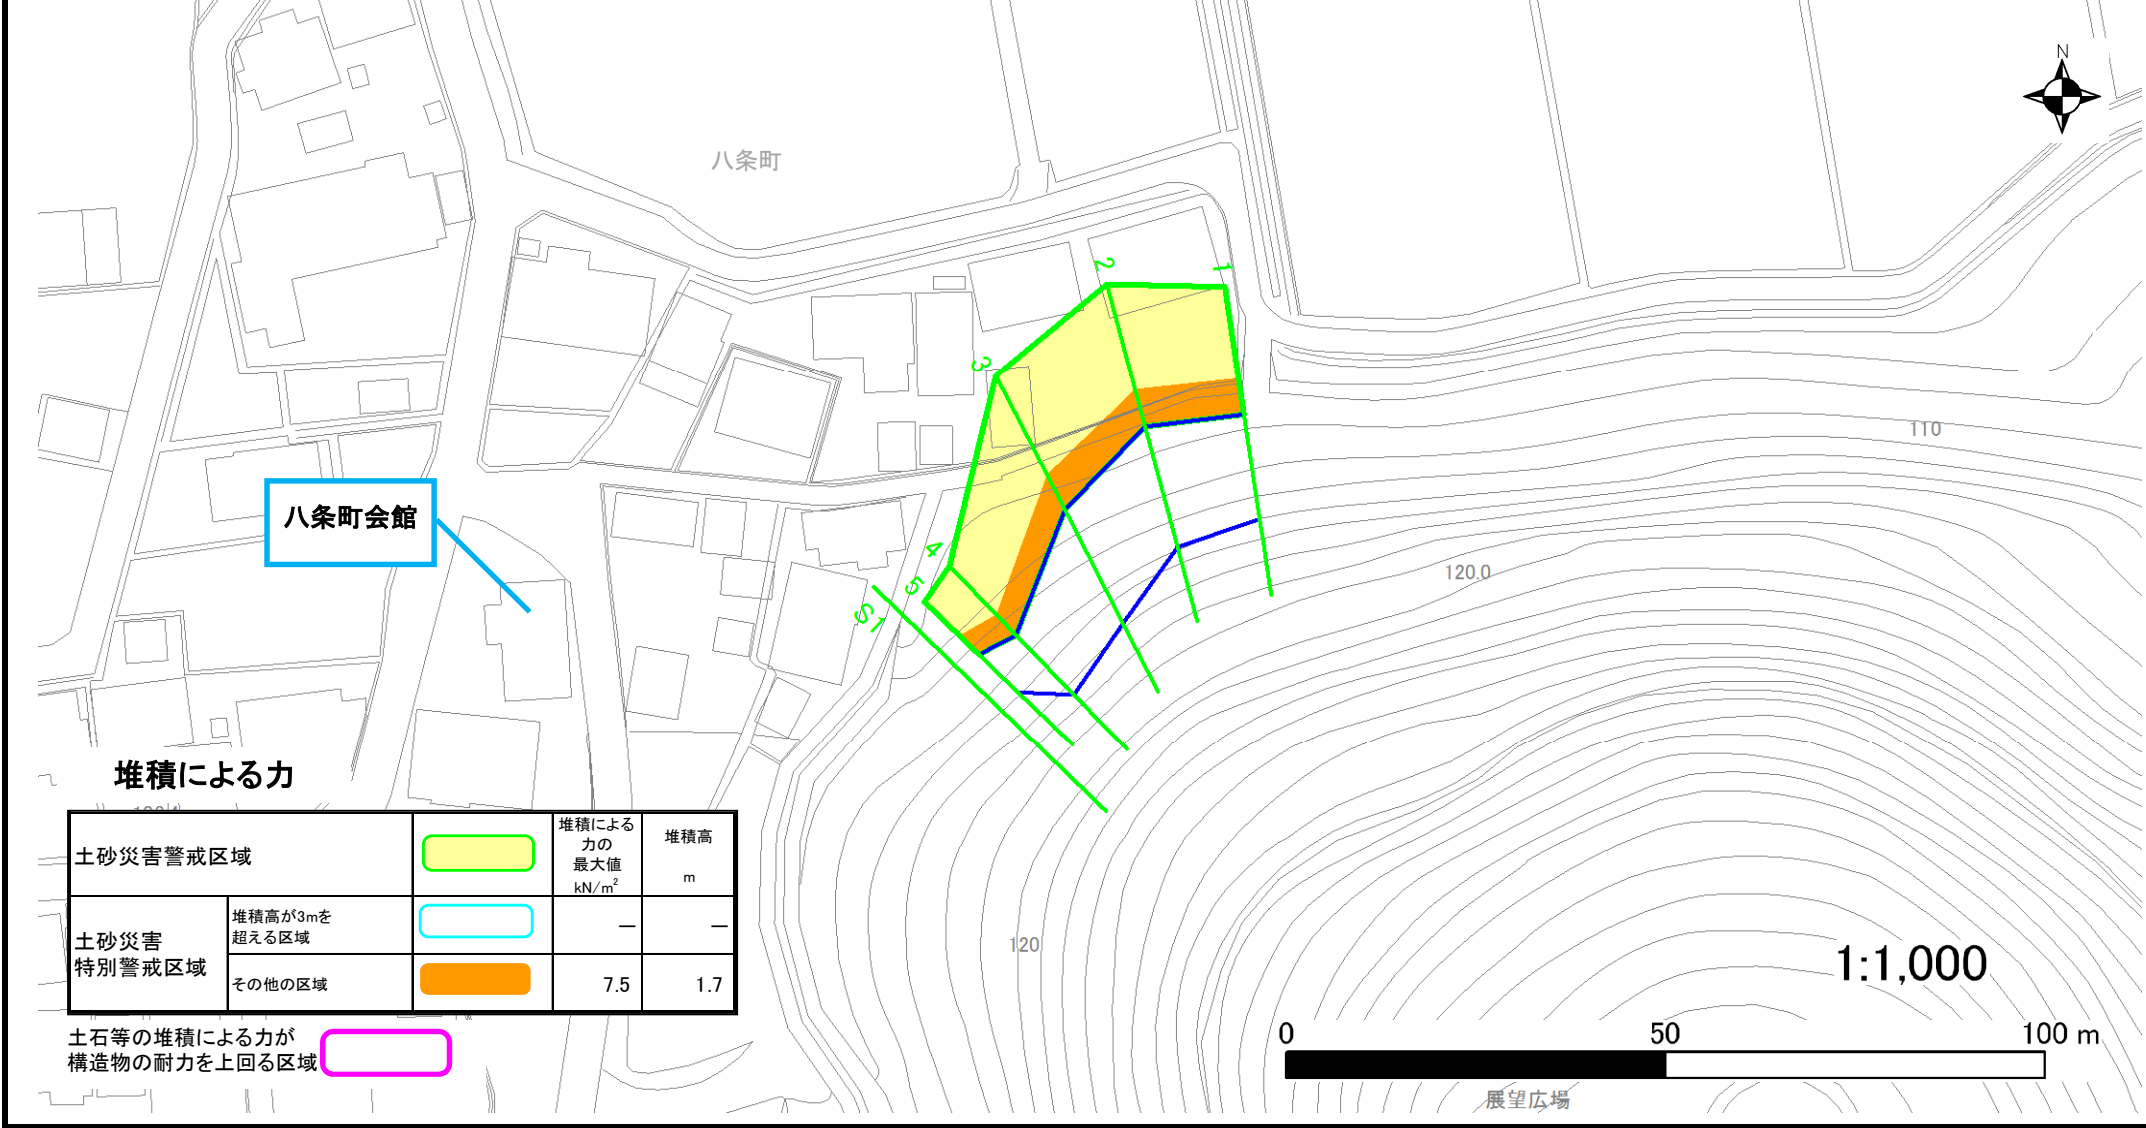 N
八条町
2
1
3
110
八条町会館
4
120.0
5
S1
堆積による力
土砂災害警戒区域
堆積による
力の
最大値
kN/m²
堆積高
m
土砂災害
特別警戒区域
堆積高が3mを
超える区域
—
—
その他の区域
7.5
1.7
120
1:1,000
土石等の堆積による力が
構造物の耐力を上回る区域
0
50
100 m
展望広場